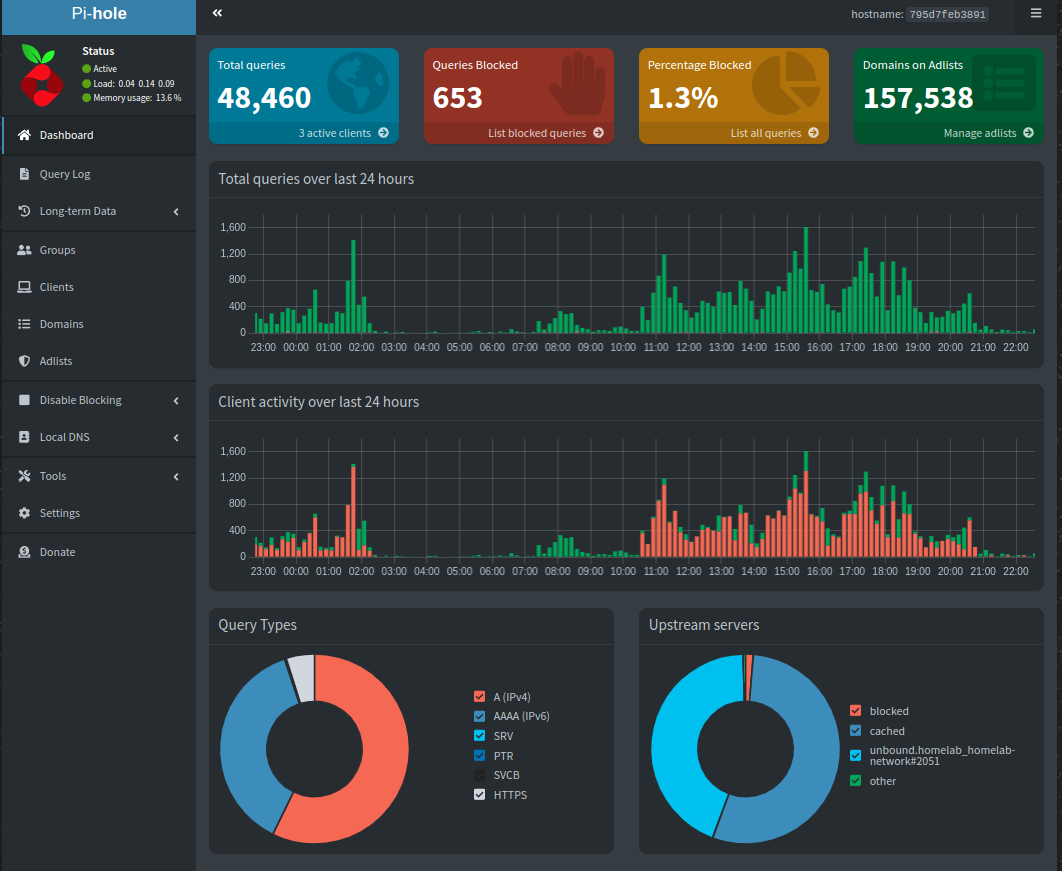 Pi-hole
hostname: 795d7feb3891
Status
Active
Load: 0.04 0.14 0.09
Memory usage: 13.6 %
Dashboard
Query Log
Long-term Data
Groups
Clients
Domains
Adlists
Disable Blocking
Local DNS
Tools
Settings
Donate
Total queries
48,460
3 active clients
Queries Blocked
653
List blocked queries
Percentage Blocked
1.3%
List all queries
Domains on Adlists
157,538
Manage adlists
Total queries over last 24 hours
1,600
1,200
800
400
0
23:00 00:00 01:00 02:00 03:00 04:00 05:00 06:00 07:00 08:00 09:00 10:00 11:00 12:00 13:00 14:00 15:00 16:00 17:00 18:00 19:00 20:00 21:00 22:00
Client activity over last 24 hours
1,600
1,200
800
400
0
23:00 00:00 01:00 02:00 03:00 04:00 05:00 06:00 07:00 08:00 09:00 10:00 11:00 12:00 13:00 14:00 15:00 16:00 17:00 18:00 19:00 20:00 21:00 22:00
Query Types
A (IPv4)
AAAA (IPv6)
SRV
PTR
SVCB
HTTPS
Upstream servers
blocked
cached
unbound.homelab_homelab-
network#2051
other